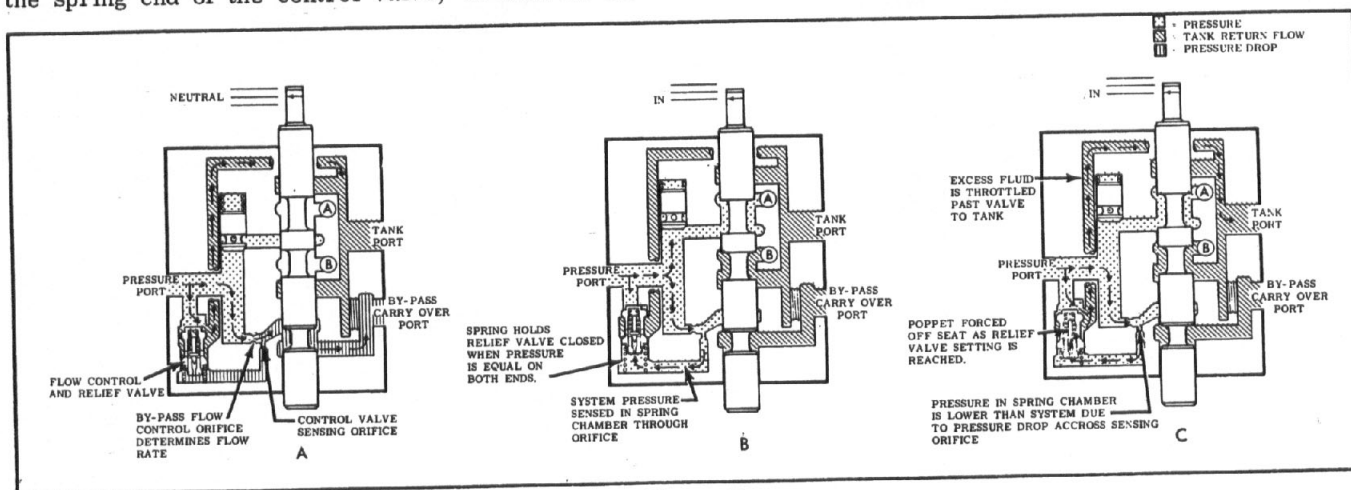 the spring end of the control valve,
PRESSURE
TANK RETURN FLOW
PRESSURE DROP
NEUTRAL
A
B
TANK
PORT
PRESSURE
PORT
BY-PASS
CARRY OVER
PORT
FLOW CONTROL
AND RELIEF VALVE
BY-PASS FLOW
CONTROL ORIFICE
DETERMINES FLOW
RATE
CONTROL VALVE
SENSING ORIFICE
A
IN
A
B
TANK
PORT
PRESSURE
PORT
BY-PASS
CARRY OVER
PORT
SPRING HOLDS
RELIEF VALVE CLOSED
WHEN PRESSURE
IS EQUAL ON
BOTH ENDS.
SYSTEM PRESSURE
SENSED IN SPRING
CHAMBER THROUGH
ORIFICE
B
IN
EXCESS FLUID
IS THROTTLED
PAST VALVE
TO TANK
A
B
TANK
PORT
PRESSURE
PORT
BY-PASS
CARRY OVER
PORT
POPPET FORCED
OFF SEAT AS RELIEF
VALVE SETTING IS
REACHED.
PRESSURE IN SPRING CHAMBER
IS LOWER THAN SYSTEM DUE
TO PRESSURE DROP ACCROSS SENSING
ORIFICE
C